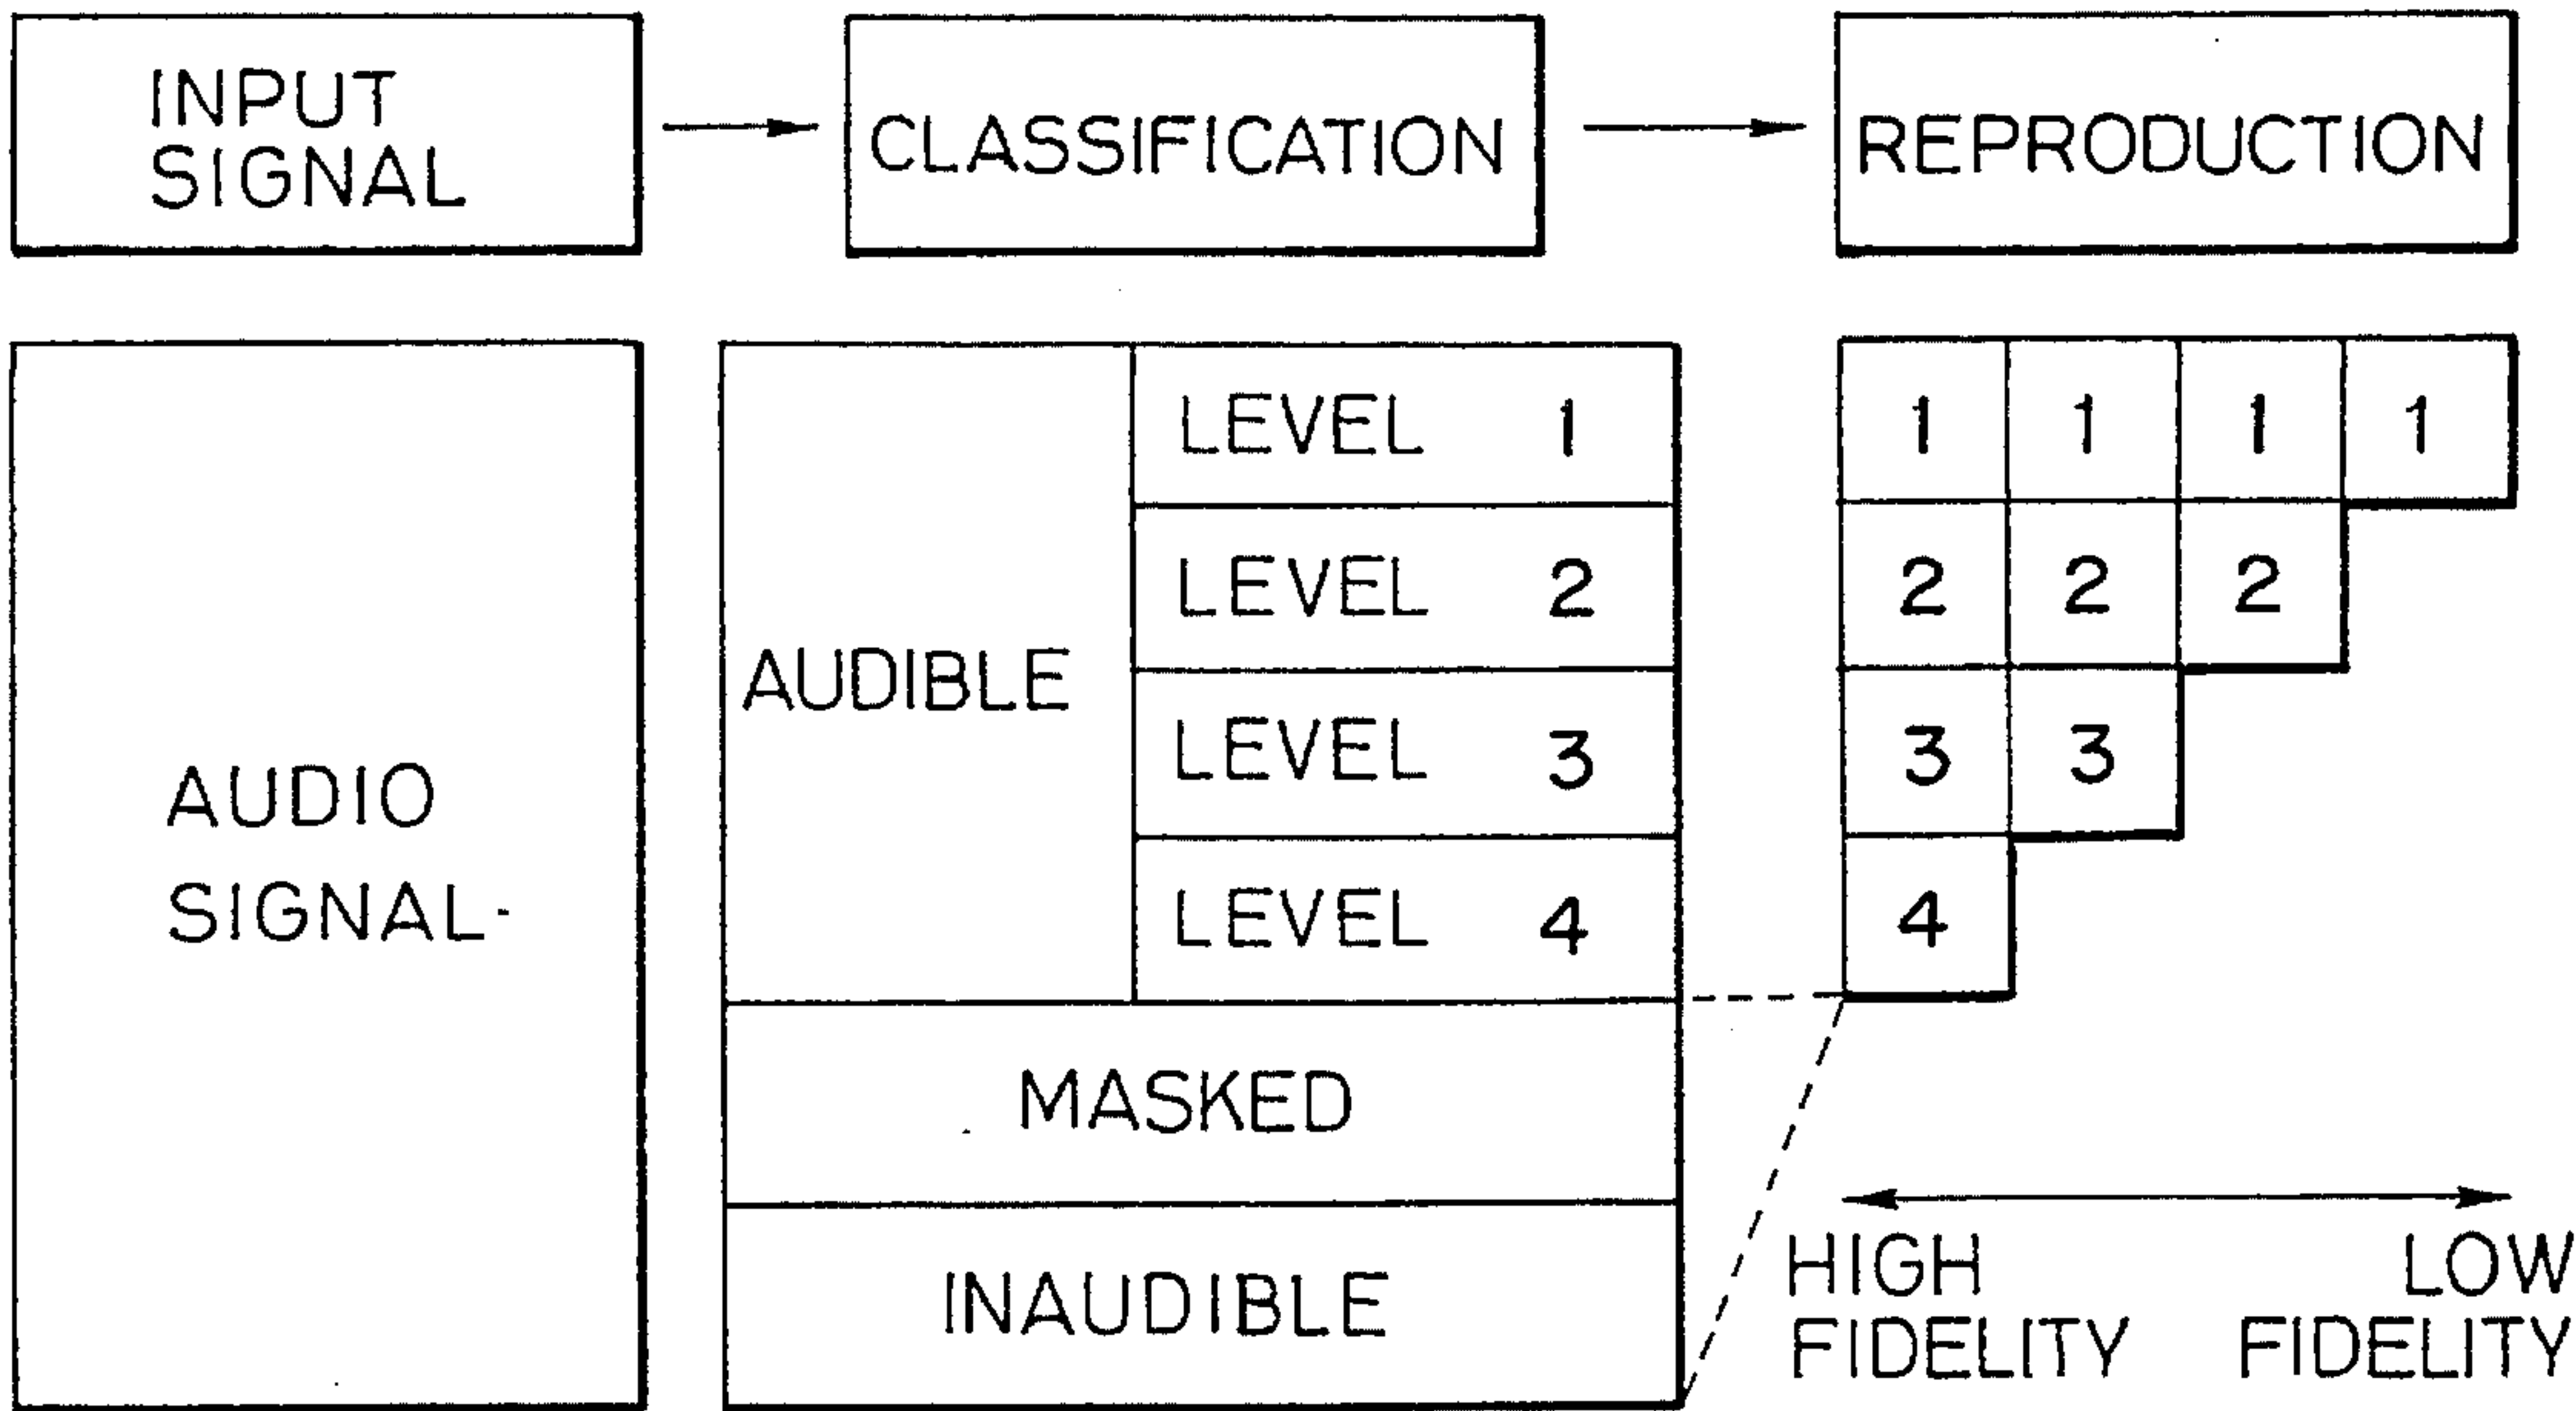 INPUT
SIGNAL
CLASSIFICATION
REPRODUCTION
AUDIO
SIGNAL
AUDIBLE
LEVEL 1
LEVEL 2
LEVEL 3
LEVEL 4
MASKED
INAUDIBLE
1 1 1 1
2 2 2
3 3
4
HIGH
FIDELITY
LOW
FIDELITY